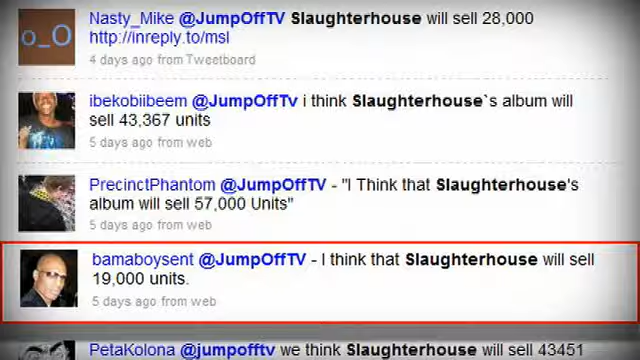 o_O
Nasty_Mike @JumpOffTV Slaughterhouse will sell 28,000
http://inreply.to/msl
4 days ago from Tweetboard
ibekobiibeem @JumpOffTv i think Slaughterhouse`s album will
sell 43,367 units
5 days ago from web
PrecinctPhantom @JumpOffTV - "I Think that Slaughterhouse's
album will sell 57,000 Units"
5 days ago from web
bamaboysent @JumpOffTV - I think that Slaughterhouse will sell
19,000 units.
5 days ago from web
PetaKolona @jumpofftv we think Slaughterhouse will sell 43451